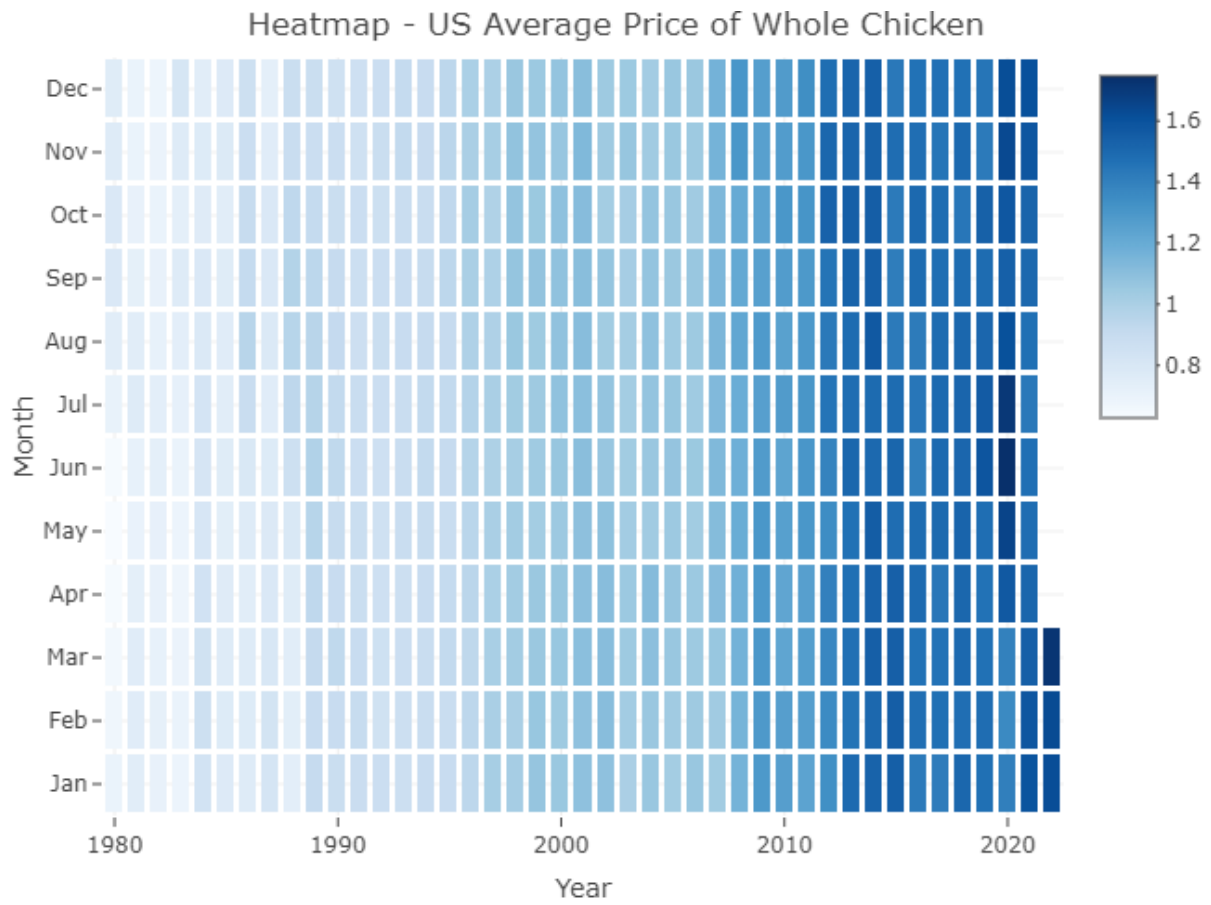 Heatmap - US Average Price of Whole Chicken
Dec
Nov
Oct
Sep
Aug
Jul
Jun
May
Apr
Mar
Feb
Jan
Month
1980
1990
2000
2010
2020
Year
1.6
1.4
1.2
1
0.8